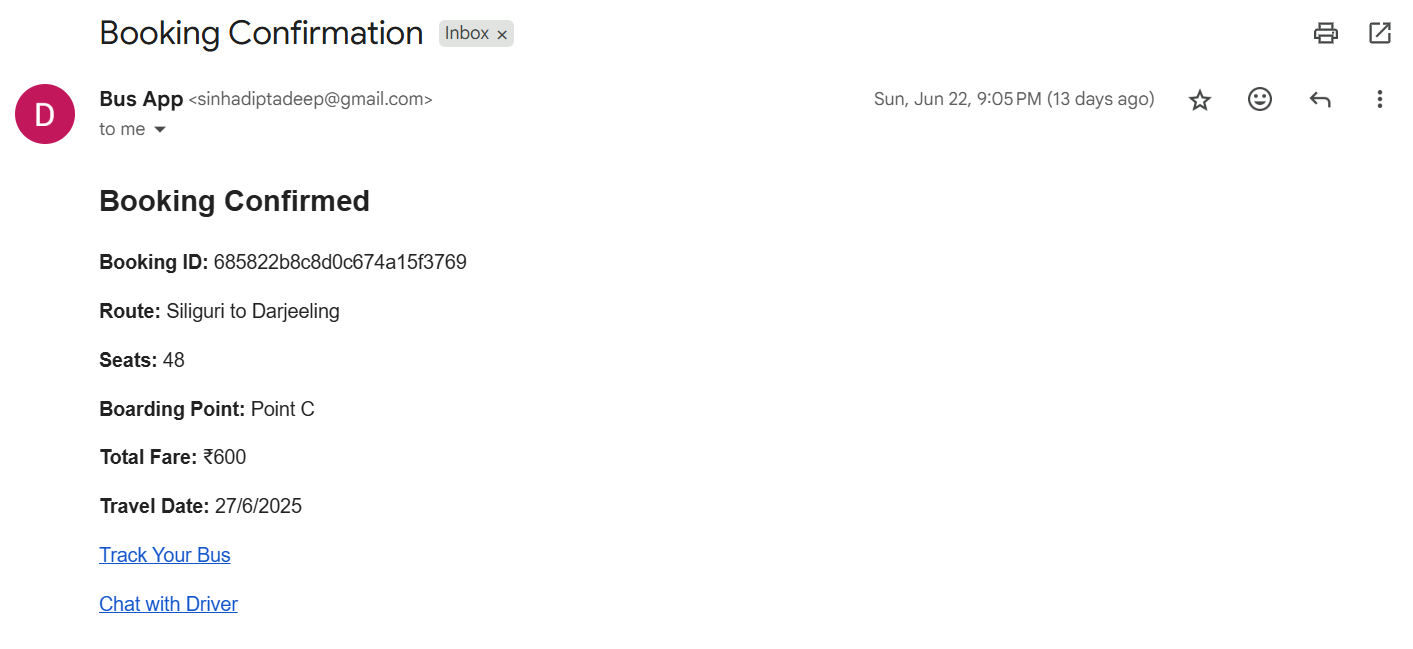 Booking Confirmation Inbox ×
D
Bus App <sinhadiptadeep@gmail.com> Sun, Jun 22, 9:05 PM (13 days ago)
to me
Booking Confirmed
Booking ID: 685822b8c8d0c674a15f3769
Route: Siliguri to Darjeeling
Seats: 48
Boarding Point: Point C
Total Fare: ₹600
Travel Date: 27/6/2025
Track Your Bus
Chat with Driver